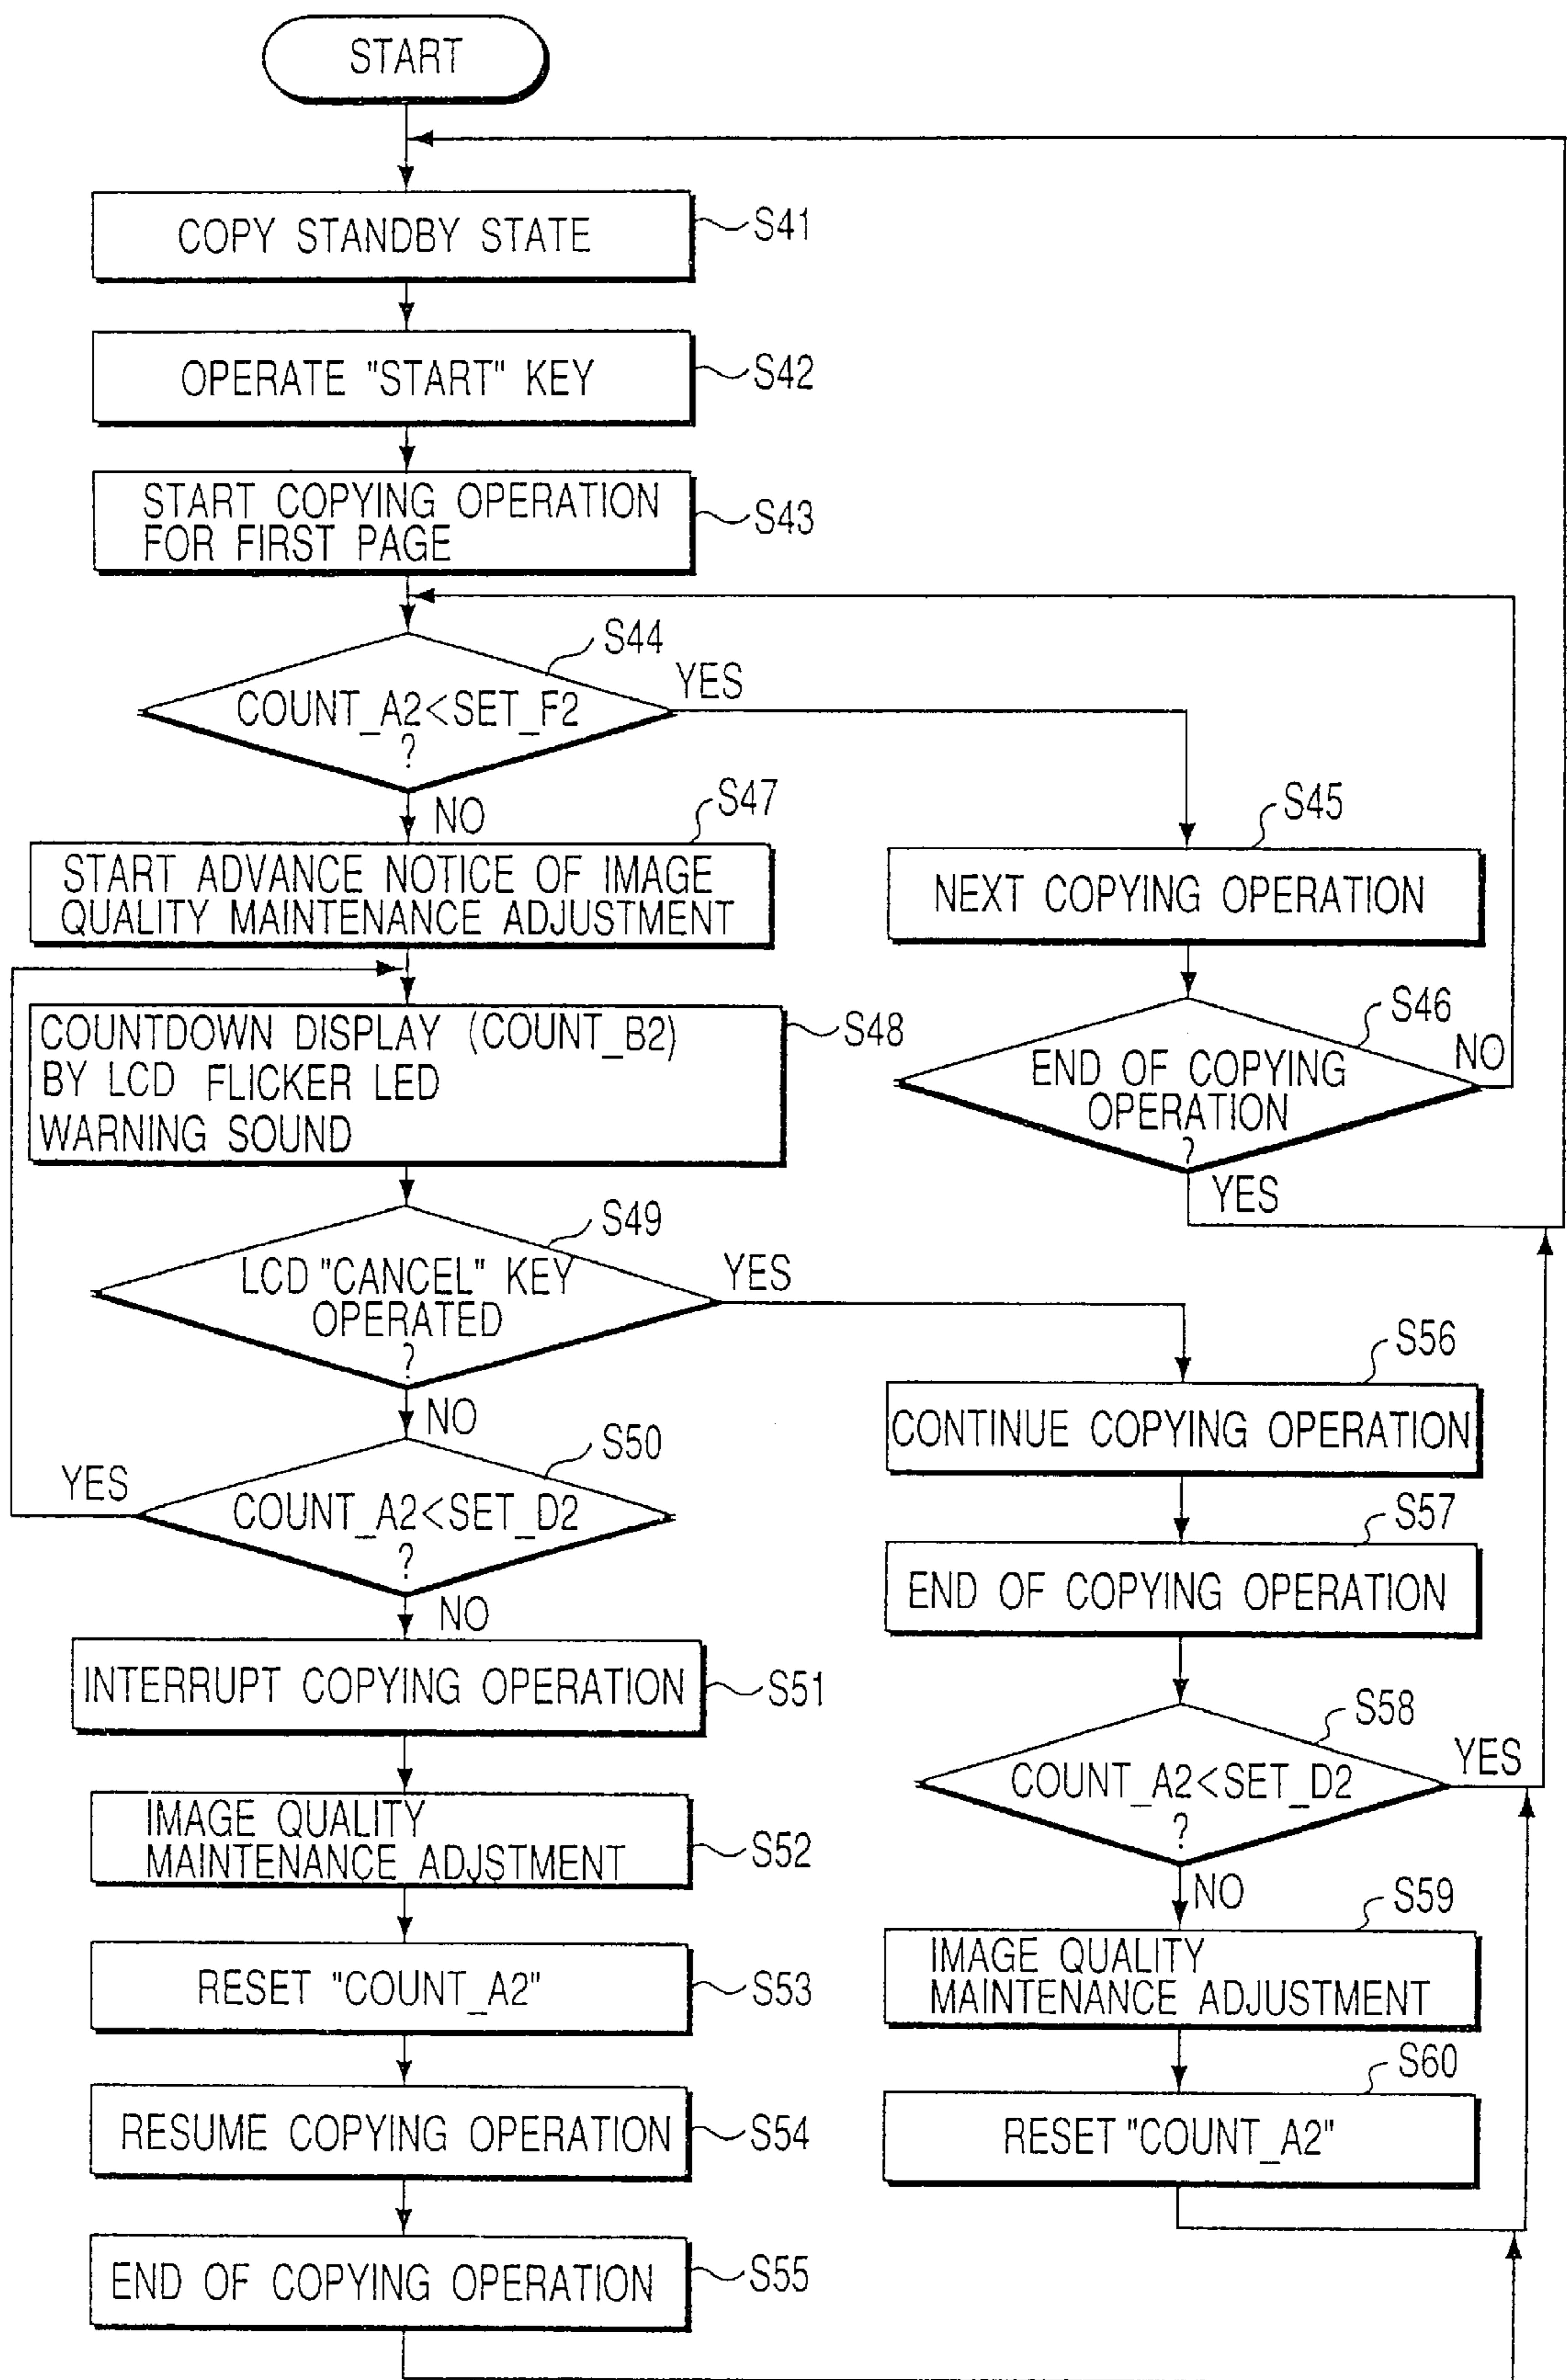 START
COPY STANDBY STATE
S41
OPERATE "START" KEY
S42
START COPYING OPERATION
FOR FIRST PAGE
S43
S44
COUNT_A2<SET_F2
?
YES
NO
S47
START ADVANCE NOTICE OF IMAGE
QUALITY MAINTENANCE ADJUSTMENT
S45
NEXT COPYING OPERATION
COUNTDOWN DISPLAY (COUNT_B2)
BY LCD FLICKER LED
WARNING SOUND
S48
S46
END OF COPYING
OPERATION
?
NO
YES
S49
LCD "CANCEL" KEY
OPERATED
?
YES
NO
S50
COUNT_A2<SET_D2
?
YES
NO
INTERRUPT COPYING OPERATION
S51
IMAGE QUALITY
MAINTENANCE ADJSTMENT
S52
RESET "COUNT_A2"
S53
RESUME COPYING OPERATION
S54
END OF COPYING OPERATION
S55
S56
CONTINUE COPYING OPERATION
S57
END OF COPYING OPERATION
S58
COUNT_A2<SET_D2
?
YES
NO
S59
IMAGE QUALITY
MAINTENANCE ADJUSTMENT
S60
RESET "COUNT_A2"